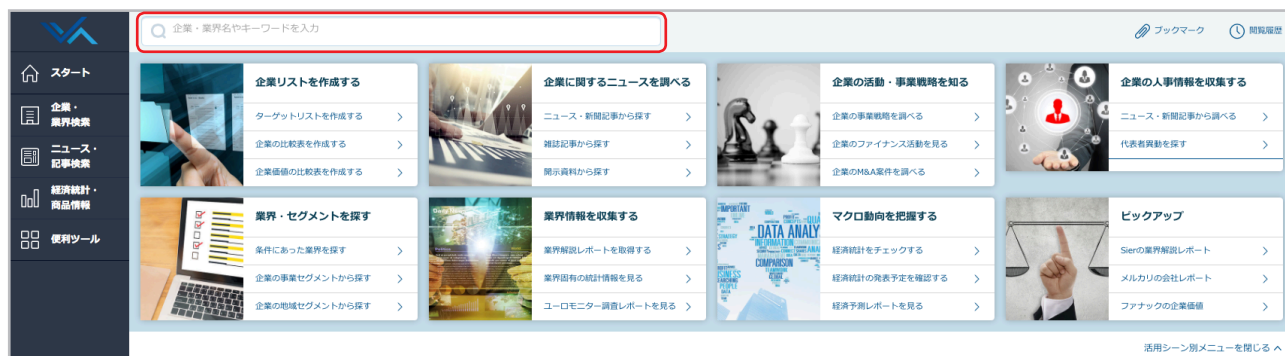 企業・業界名やキーワードを入力
ブックマーク
閲覧履歴
スタート
企業・
業界検索
ニュース・
記事検索
経済統計・
商品情報
便利ツール
企業リストを作成する
ターゲットリストを作成する
企業の比較表を作成する
企業価値の比較表を作成する
企業に関するニュースを調べる
ニュース・新聞記事から探す
雑誌記事から探す
開示資料から探す
企業の活動・事業戦略を知る
企業の事業戦略を調べる
企業のファイナンス活動を見る
企業のM&A案件を調べる
企業の人事情報を収集する
ニュース・新聞記事から調べる
代表者異動を探す
業界・セグメントを探す
条件にあった業界を探す
企業の事業セグメントから探す
企業の地域セグメントから探す
業界情報を収集する
業界解説レポートを取得する
業界固有の統計情報を見る
ユーロモニター調査レポートを見る
IMPORTANT
DATA ANALY
INFORMATION
COMPARISON
PEOPLE
マクロ動向を把握する
経済統計をチェックする
経済統計の発表予定を確認する
経済予測レポートを見る
ピックアップ
SIerの業界解説レポート
メルカリの会社レポート
ファナックの企業価値
活用シーン別メニューを閉じる